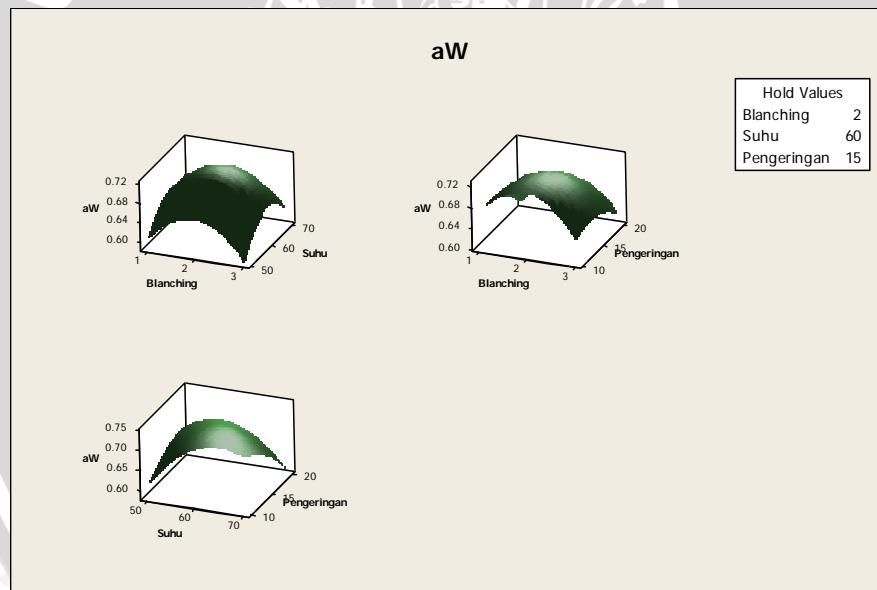 aW
Hold Values
Blanching 2
Suhu 60
Pengeringan 15
0.72
0.68
aW
0.64
0.60
1
2
3
Blanching
50
60
70
Suhu
0.72
aW
0.68
0.64
0.60
1
2
3
Blanching
10
15
20
Pengeringan
0.75
0.70
aW
0.65
0.60
50
60
70
Suhu
10
15
20
Pengeringan